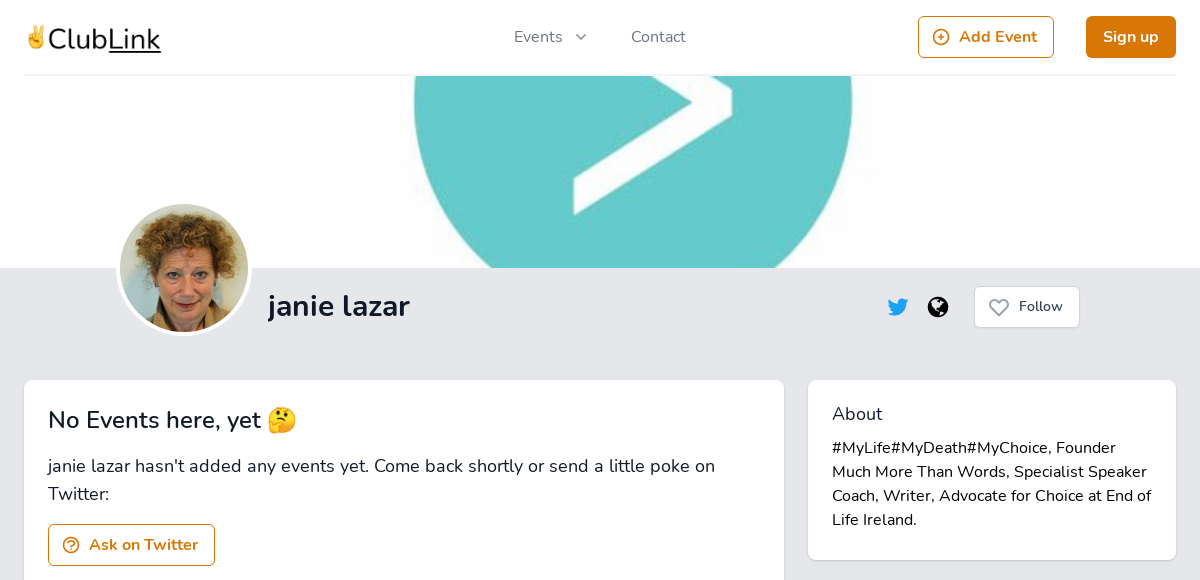 ClubLink
Events
Contact
Add Event
Sign up
janie lazar
Follow
No Events here, yet 🤔
janie lazar hasn't added any events yet. Come back shortly or send a little poke on
Twitter:
Ask on Twitter
About
#MyLife#MyDeath#MyChoice, Founder
Much More Than Words, Specialist Speaker
Coach, Writer, Advocate for Choice at End of
Life Ireland.